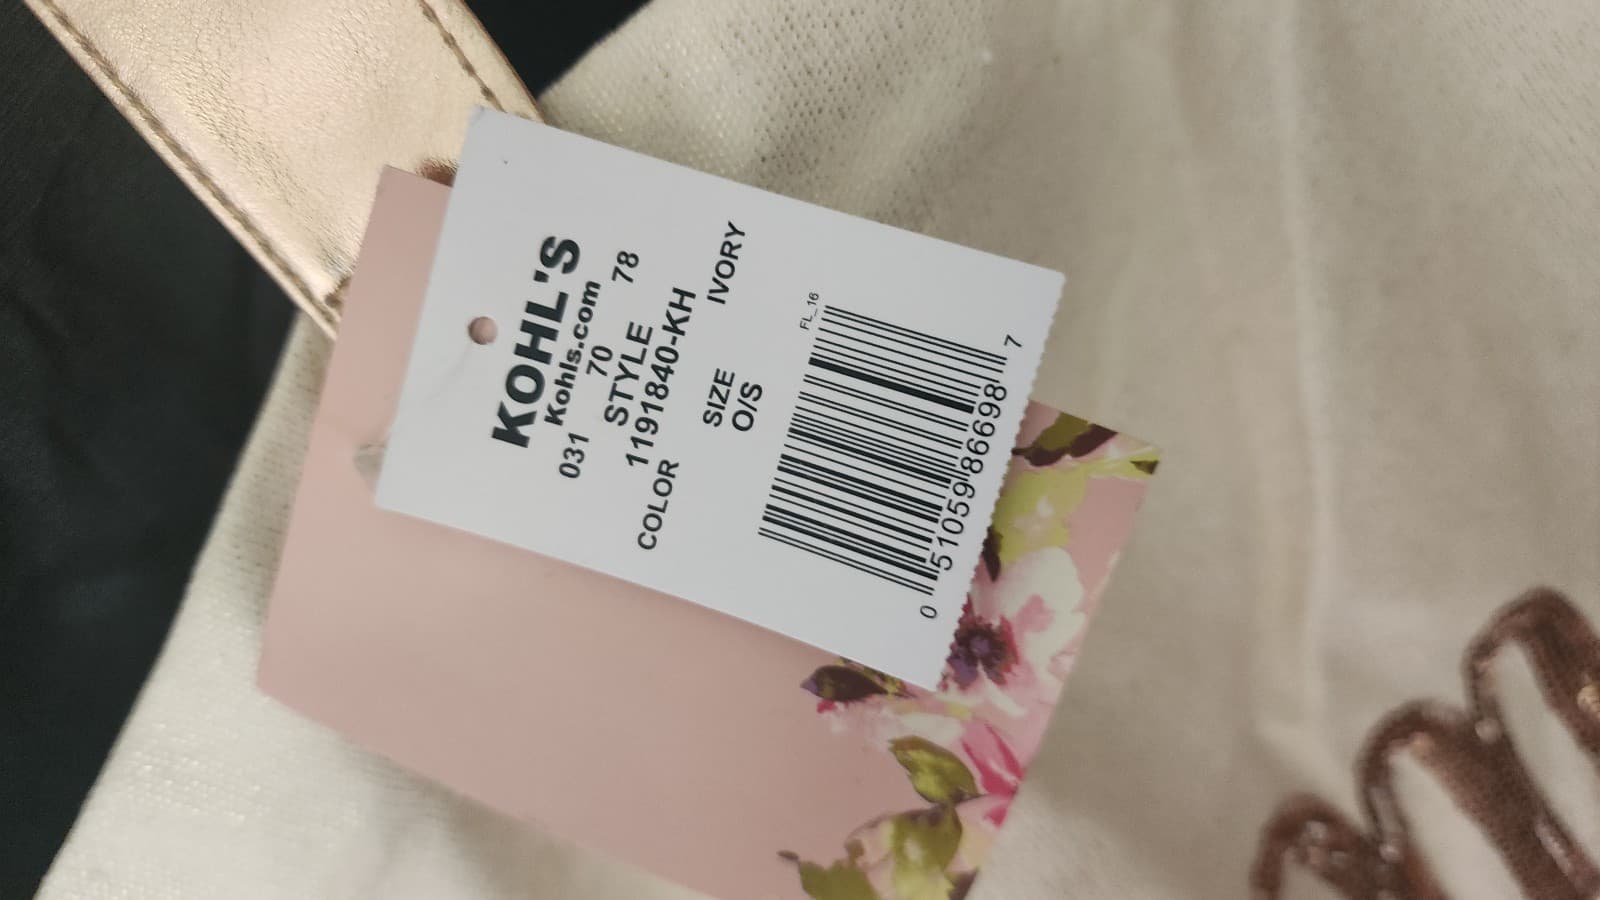 KOHL'S
Kohls.com
031 70 78
STYLE
1191840-KH
COLOR IVORY
SIZE
O/S
FL_16
0 51059 86698 7